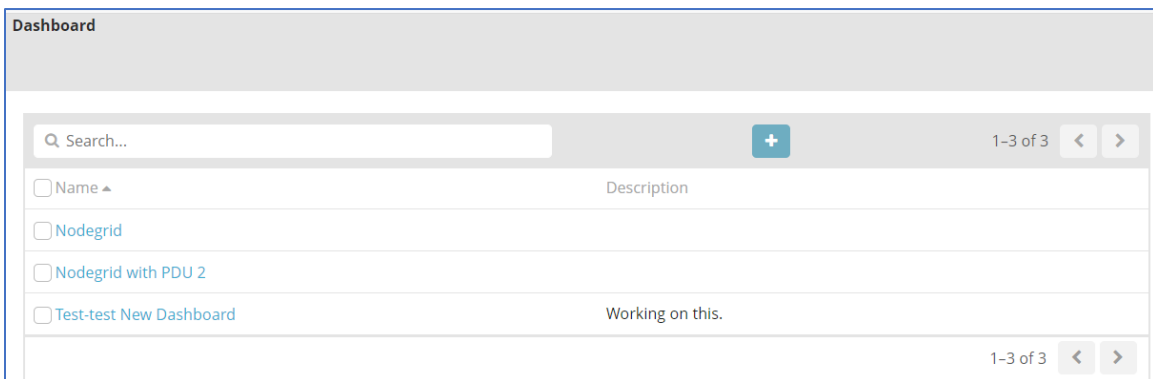 Dashboard
Search...
1–3 of 3
Name Description
Nodegrid
Nodegrid with PDU 2
Test-test New Dashboard Working on this.
1–3 of 3